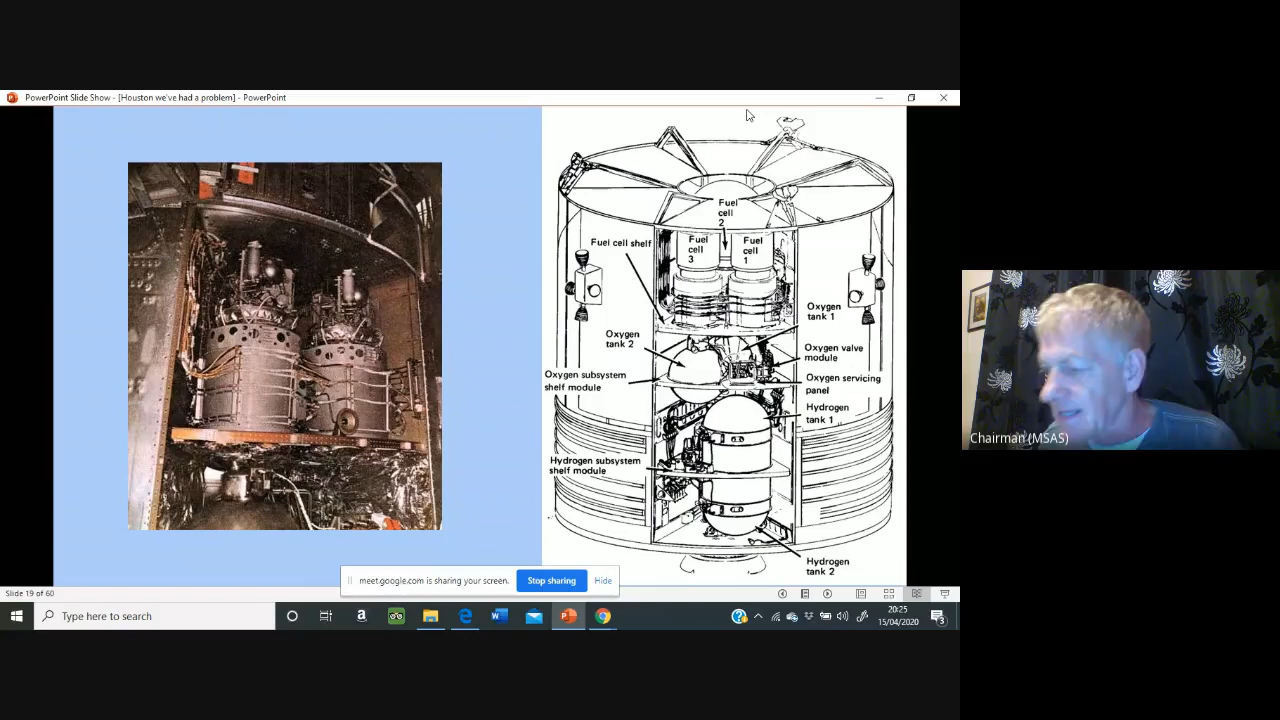 PowerPoint Slide Show - [Houston we've had a problem] - PowerPoint
Fuel
cell
2
Fuel cell shelf
Fuel
cell
3
Fuel
cell
1
Oxygen
tank 1
Oxygen
tank 2
Oxygen valve
module
Oxygen subsystem
shelf module
Oxygen servicing
panel
Hydrogen
tank 1
Hydrogen subsystem
shelf module
Hydrogen
tank 2
Chairman (MSAS)
meet.google.com is sharing your screen.
Stop sharing
Hide
Slide 19 of 60
Type here to search
20:25
15/04/2020
3